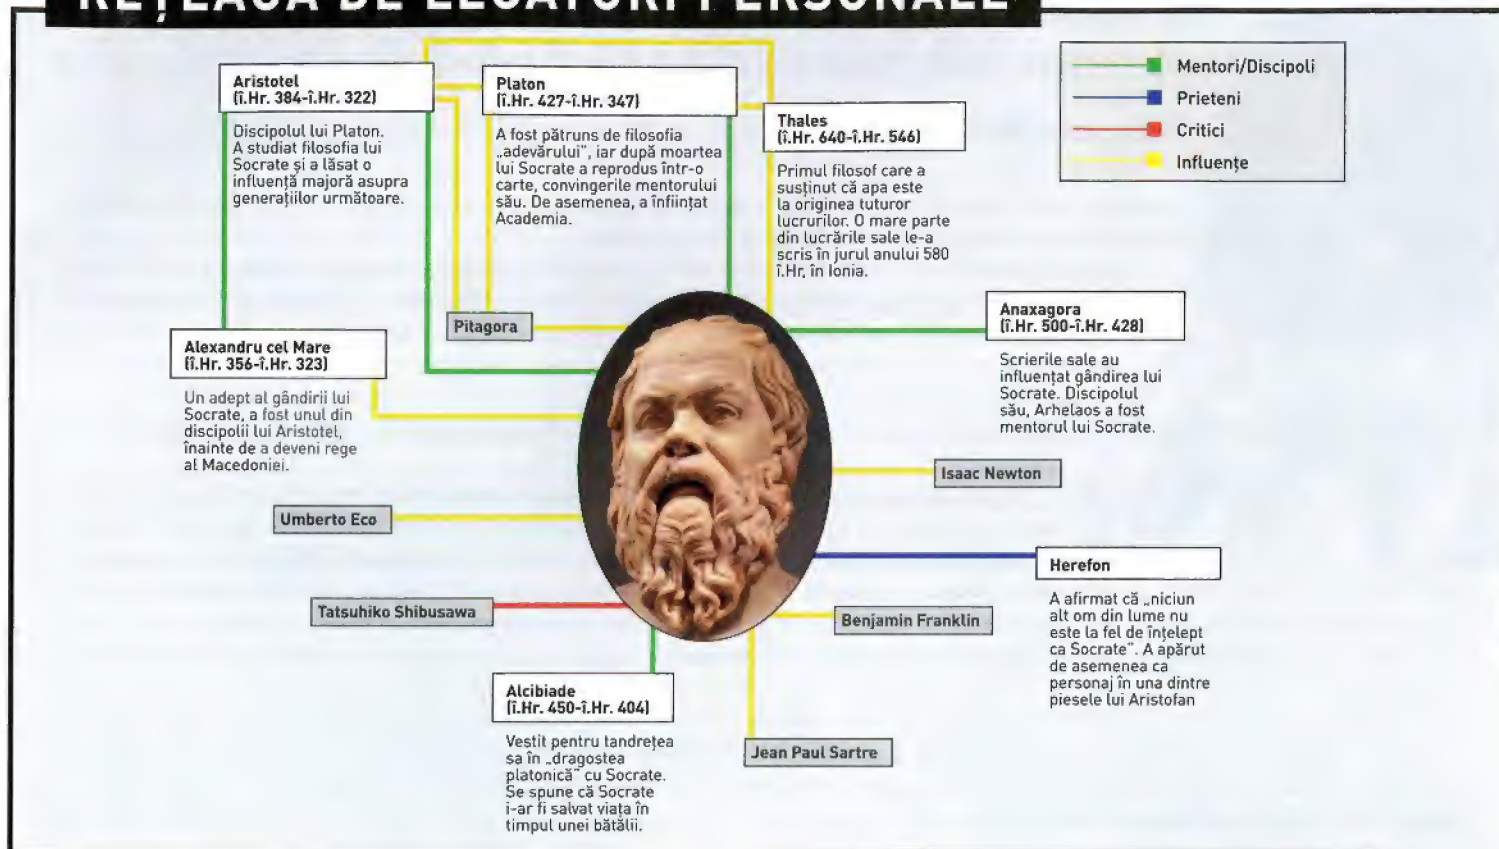 REȚEAUA DE LEGĂTURI PERSONALE
Aristotel
(î.Hr. 384-î.Hr. 322)
Discipolul lui Platon.
A studiat filosofia lui
Socrate și a lăsat o
influență majoră asupra
generațiilor următoare.
Platon
(î.Hr. 427-î.Hr. 347)
A fost pătruns de filosofia
„adevărului”, iar după moartea
lui Socrate a reprodus într-o
carte, convingerile mentorului
său. De asemenea, a înființat
Academia.
Thales
(î.Hr. 640-î.Hr. 546)
Primul filosof care a
susținut că apa este
la originea tuturor
lucrurilor. O mare parte
din lucrările sale le-a
scris în jurul anului 580
î.Hr, în Ionia.
Mentori/Discipoli
Prieteni
Critici
Influențe
Pitagora
Anaxagora
(î.Hr. 500-î.Hr. 428)
Scrierile sale au
influențat gândirea lui
Socrate. Discipolul
său, Arhelaos a fost
mentorul lui Socrate.
Alexandru cel Mare
(î.Hr. 356-î.Hr. 323)
Un adept al gândirii lui
Socrate, a fost unul din
discipolii lui Aristotel,
înainte de a deveni rege
al Macedoniei.
Isaac Newton
Umberto Eco
Herefon
A afirmat că „niciun
alt om din lume nu
este la fel de înțelept
ca Socrate”. A apărut
de asemenea ca
personaj în una dintre
piesele lui Aristofan
Tatsuhiko Shibusawa
Benjamin Franklin
Alcibiade
(î.Hr. 450-î.Hr. 404)
Vestit pentru tandrețea
sa în „dragostea
platonică” cu Socrate.
Se spune că Socrate
i-ar fi salvat viața în
timpul unei bătălii.
Jean Paul Sartre